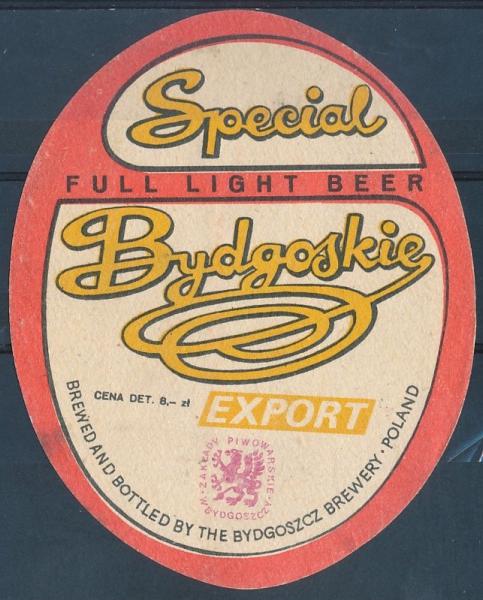 Special
FULL LIGHT BEER
Bydgoskie
CENA DET. 8,- zł
EXPORT
ZAKŁADY PIWOWARSKIE
W BYDGOSZCZY
BREWED AND BOTTLED BY THE BYDGOSZCZ BREWERY · POLAND